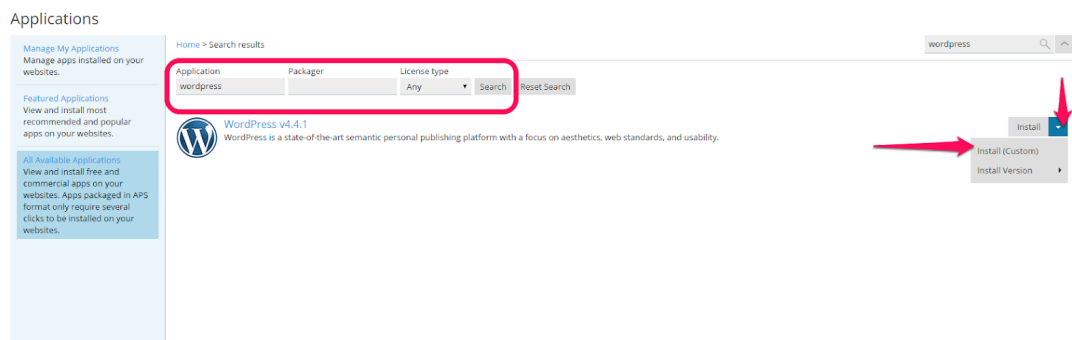 Applications
Manage My Applications
Manage apps installed on your
websites.
Featured Applications
View and install most
recommended and popular
apps on your websites.
All Available Applications
View and install free and
commercial apps on your
websites. Apps packaged in APS
format only require several
clicks to be installed on your
websites.
Home > Search results
wordpress
Application
Packager
License type
wordpress
Any
Search
Reset Search
WordPress v4.4.1
WordPress is a state-of-the-art semantic personal publishing platform with a focus on aesthetics, web standards, and usability.
Install
Install (Custom)
Install Version